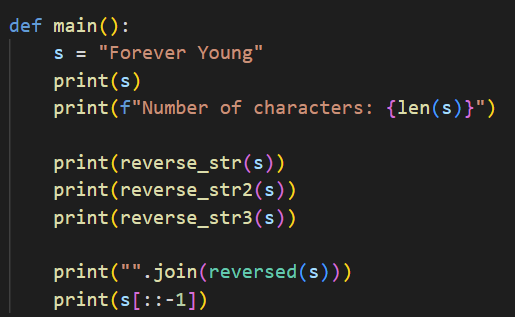 def main():
    s = "Forever Young"
    print(s)
    print(f"Number of characters: {len(s)}")

    print(reverse_str(s))
    print(reverse_str2(s))
    print(reverse_str3(s))

    print("".join(reversed(s)))
    print(s[::-1])